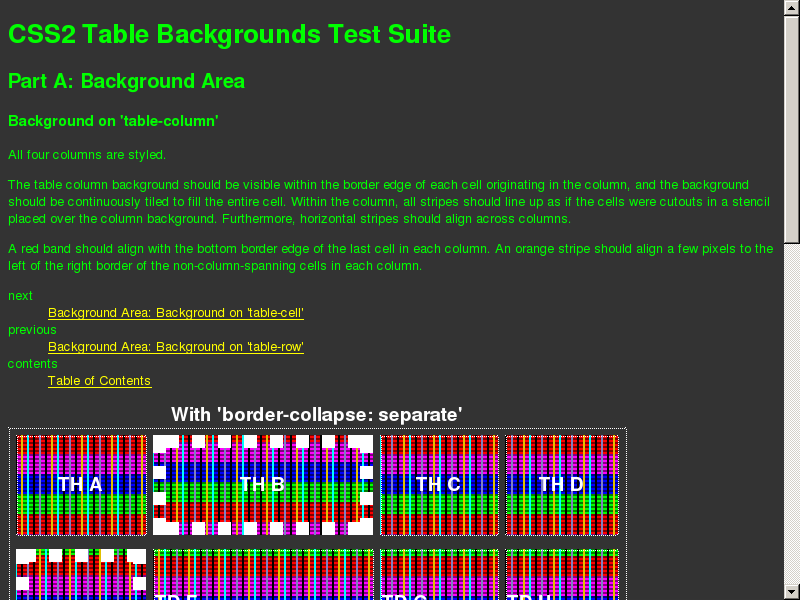 CSS2 Table Backgrounds Test Suite
Part A: Background Area
Background on 'table-column'
All four columns are styled.
The table column background should be visible within the border edge of each cell originating in the column, and the background
should be continuously tiled to fill the entire cell. Within the column, all stripes should line up as if the cells were cutouts in a stencil
placed over the column background. Furthermore, horizontal stripes should align across columns.
A red band should align with the bottom border edge of the last cell in each column. An orange stripe should align a few pixels to the
left of the right border of the non-column-spanning cells in each column.
next
Background Area: Background on 'table-cell'
previous
Background Area: Background on 'table-row'
contents
Table of Contents
With 'border-collapse: separate'
TH A TH B TH C TH D